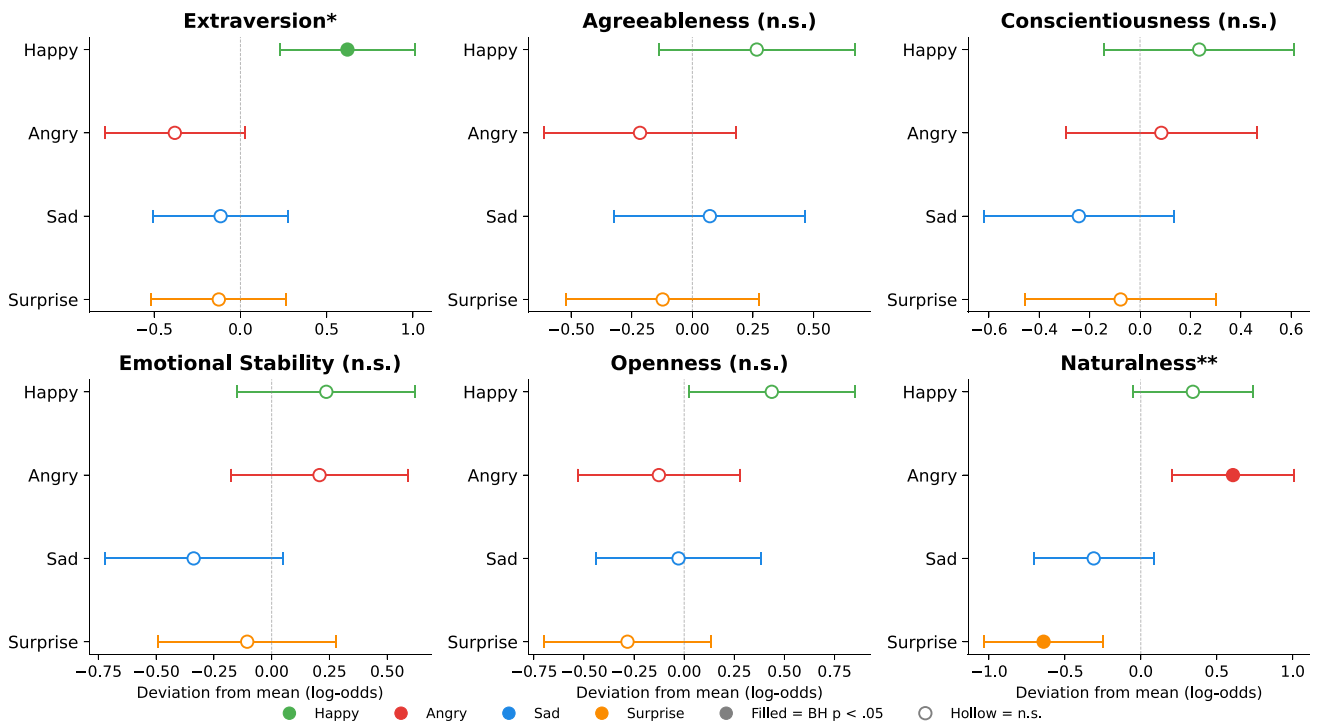 Extraversion*
Agreeableness (n.s.)
Conscientiousness (n.s.)
Happy
Angry
Sad
Surprise
−0.5 0.0 0.5 1.0
Happy
Angry
Sad
Surprise
−0.50 −0.25 0.00 0.25 0.50
Happy
Angry
Sad
Surprise
−0.6 −0.4 −0.2 0.0 0.2 0.4 0.6
Emotional Stability (n.s.)
Openness (n.s.)
Naturalness**
Happy
Angry
Sad
Surprise
−0.75 −0.50 −0.25 0.00 0.25 0.50
Deviation from mean (log-odds)
Happy
Angry
Sad
Surprise
−0.75 −0.50 −0.25 0.00 0.25 0.50 0.75
Deviation from mean (log-odds)
Happy
Angry
Sad
Surprise
−1.0 −0.5 0.0 0.5 1.0
Deviation from mean (log-odds)
Happy Angry Sad Surprise Filled = BH p < .05 Hollow = n.s.